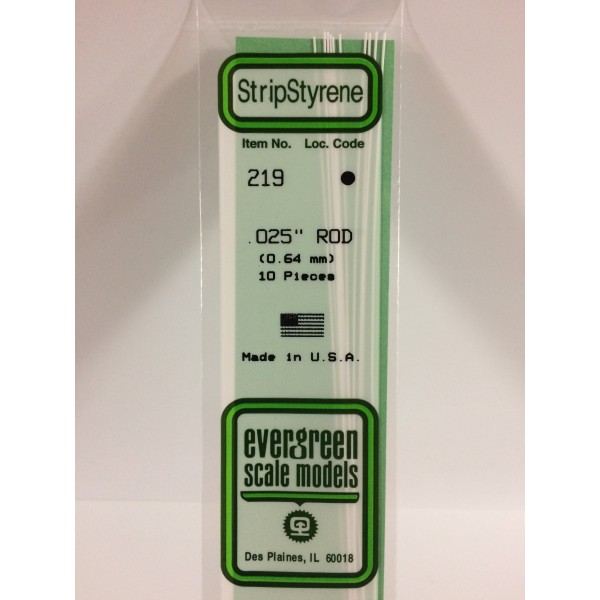 StripStyrene
Item No. Loc. Code
219
.025" ROD
(0.64 mm)
10 Pieces
Made in U.S.A.
evergreen
scale models
Des Plaines, IL 60018